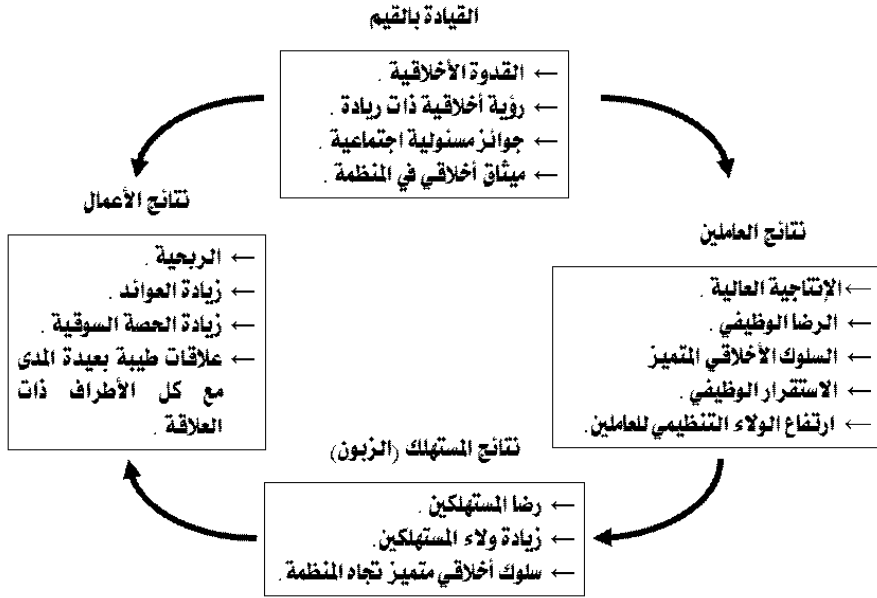 القيادة بالقيم
← القدوة الأخلاقية .
← رؤية أخلاقية ذات ريادة .
← جوائز مسئولية اجتماعية .
← ميثاق أخلاقي في المنظمة .
نتائج العاملين
← الإنتاجية العالية .
← الرضا الوظيفي .
← السلوك الأخلاقي المتميز
← الاستقرار الوظيفي .
← ارتفاع الولاء التنظيمي للعاملين.
نتائج المستهلك (الزبون)
← رضا المستهلكين .
← زيادة ولاء المستهلكين.
← سلوك أخلاقي متميز تجاه المنظمة .
نتائج الأعمال
← الربحية .
← زيادة العوائد .
← زيادة الحصة السوقية .
← علاقات طيبة بعيدة المدى
مع كل الأطراف ذات
العلاقة .